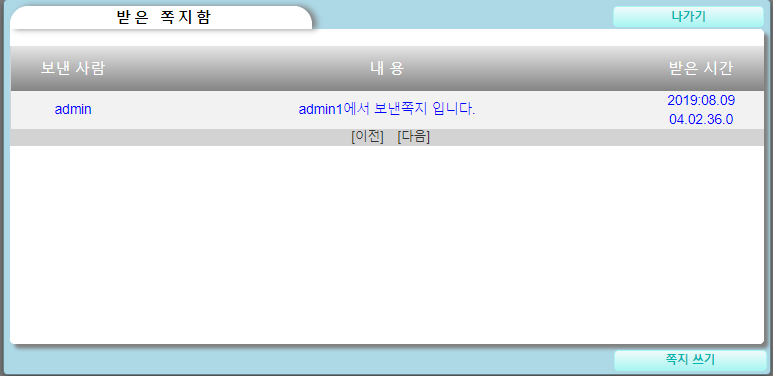 받은 쪽지함
나가기
보낸 사람 내 용 받은 시간
admin admin1에서 보낸쪽지 입니다. 2019:08.09
04.02.36.0
[이전] [다음]
쪽지 쓰기